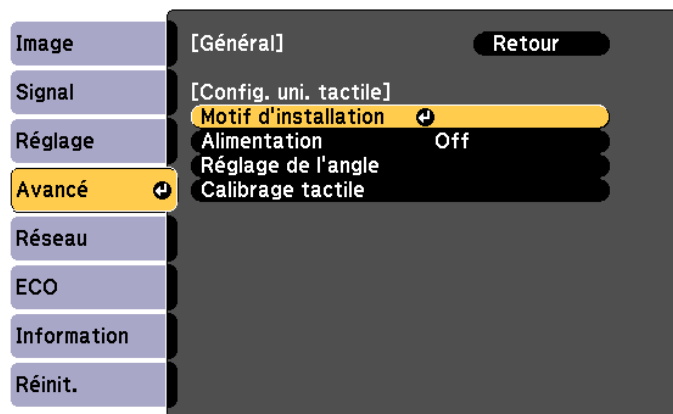 Image
Signal
Réglage
Avancé
Réseau
ECO
Information
Réinit.
[Général] Retour
[Config. uni. tactile]
Motif d'installation
Alimentation Off
Réglage de l'angle
Calibrage tactile